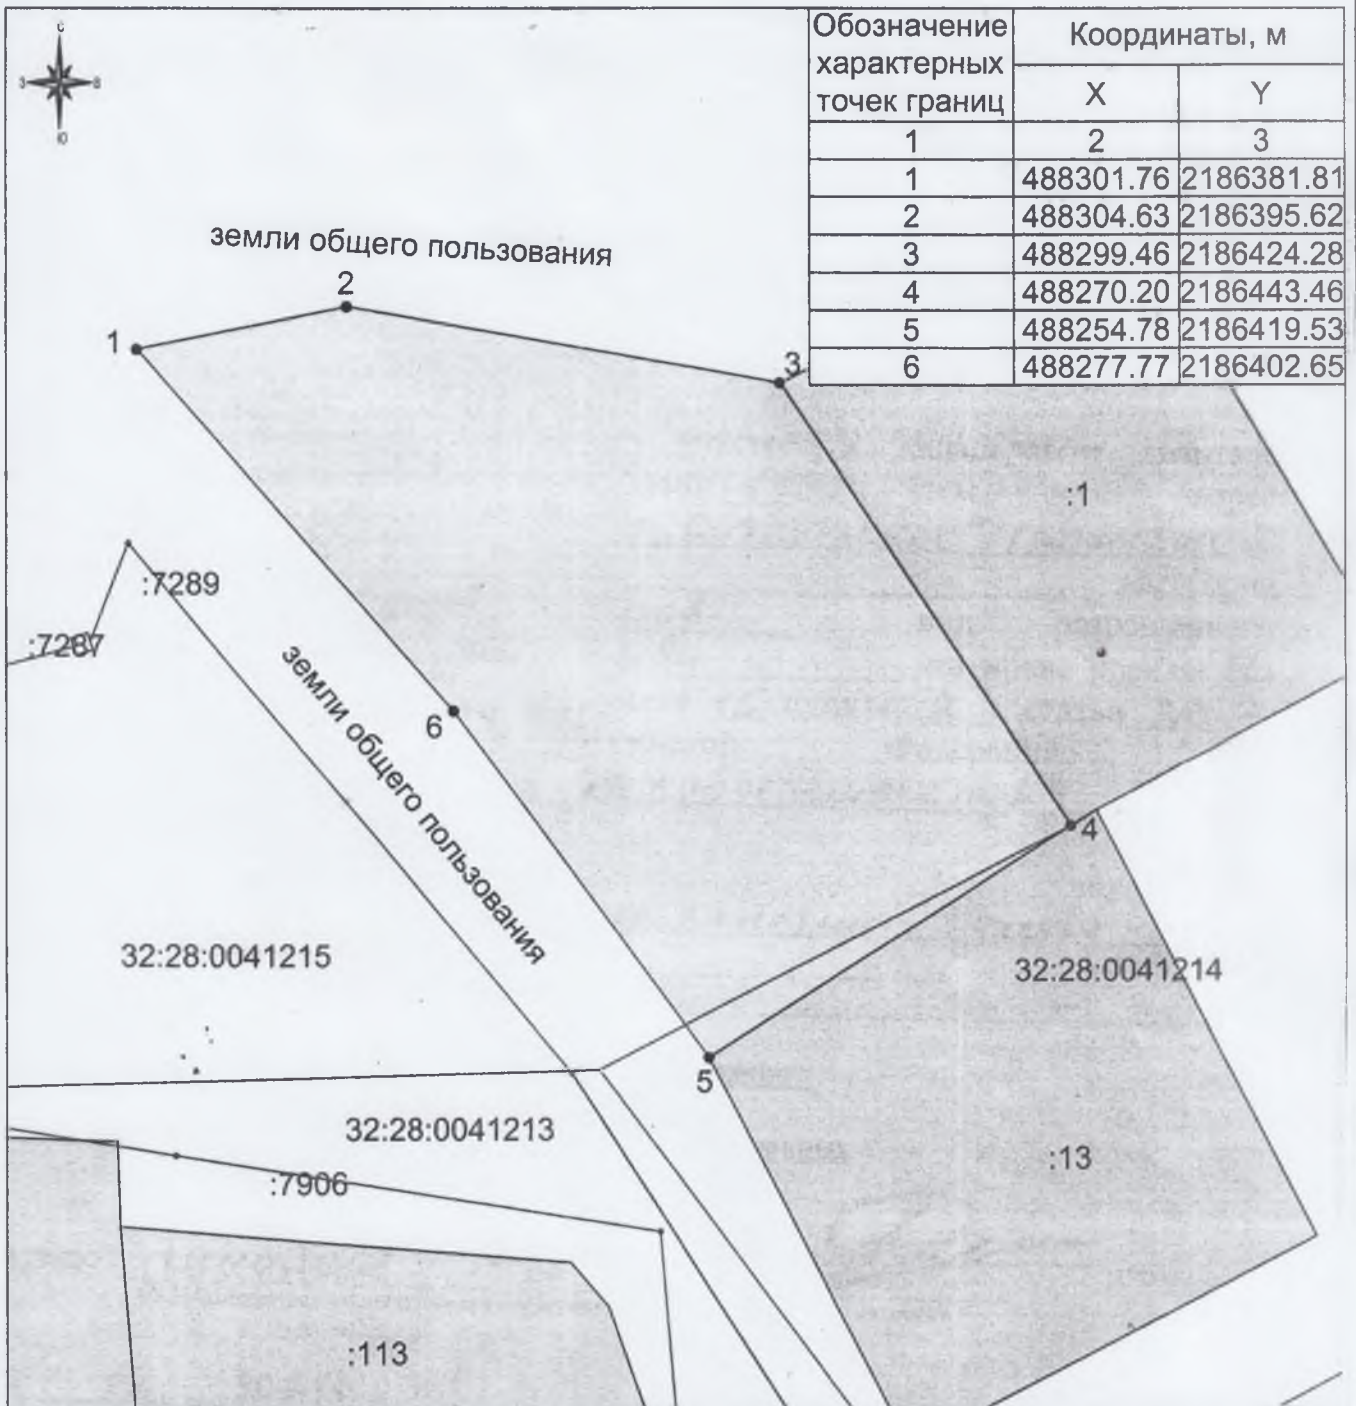 С
З
В
Ю
Обозначение
характерных
точек границ
Координаты, м
X
Y
1
2
3
1 488301.76 2186381.81
2 488304.63 2186395.62
3 488299.46 2186424.28
4 488270.20 2186443.46
5 488254.78 2186419.53
6 488277.77 2186402.65
земли общего пользования
2
1
3
:1
:7289
:7287
земли общего пользования
6
4
32:28:0041215
32:28:0041214
5
32:28:0041213
:13
:7906
:113